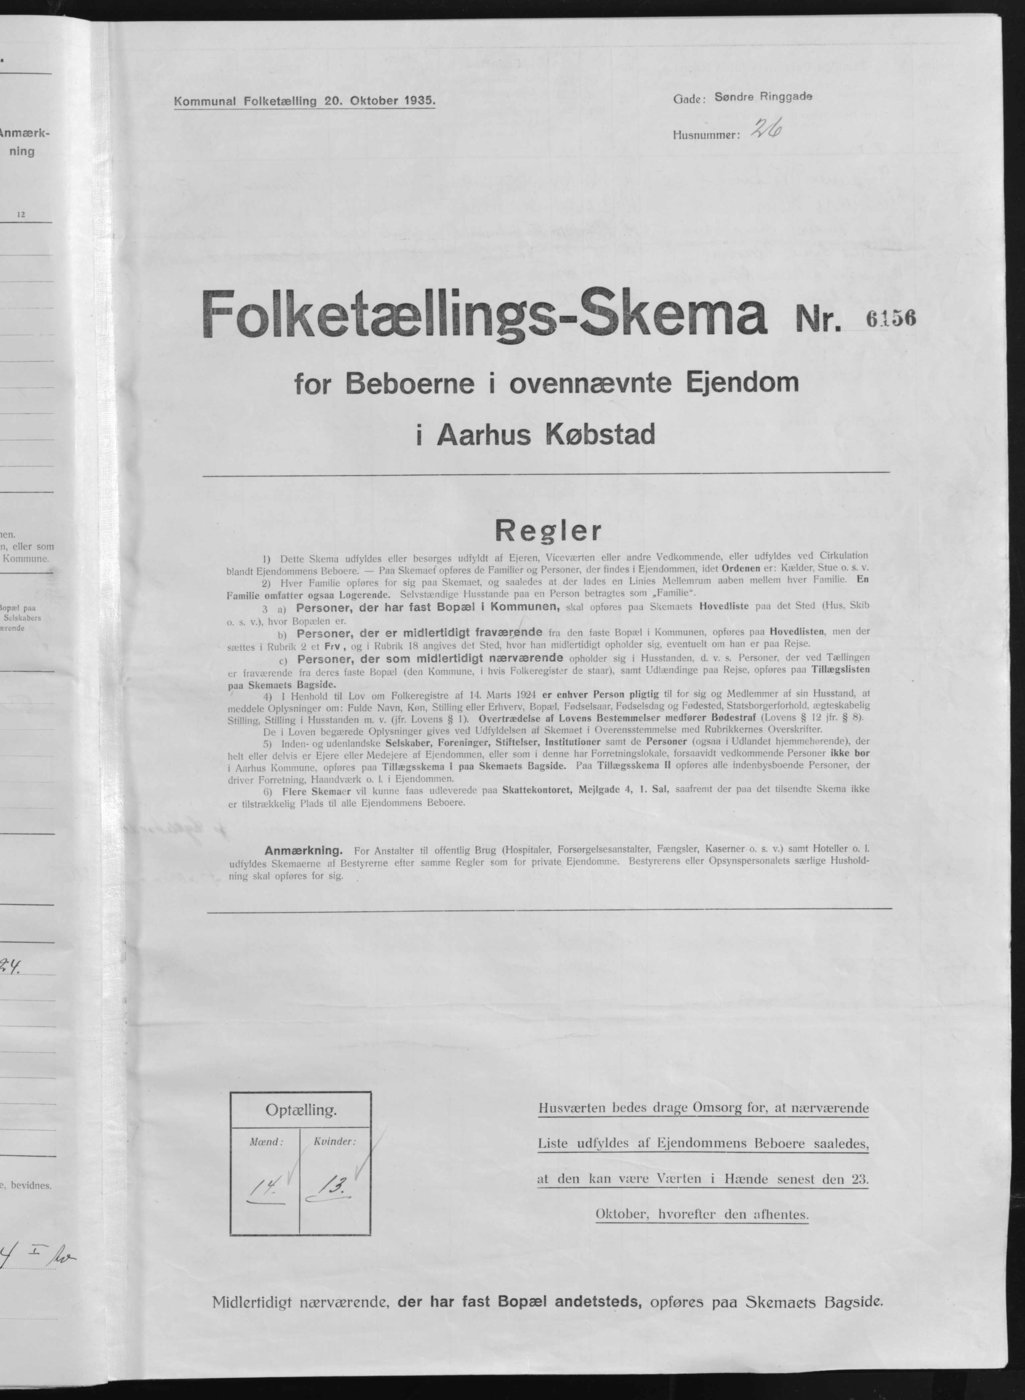 Anmærk-
ning
12
n, eller som
Kommune.
Bopæl paa
Selskabers
24.
e, bevidnes.
Kommunal Folketælling 20. Oktober 1935.
Gade: Søndre Ringgade
Husnummer: 26
Folketællings-Skema Nr. 6156
for Beboerne i ovennævnte Ejendom
i Aarhus Købstad
Regler
1) Dette Skema udfyldes eller besørges udfyldt af Ejeren, Viceværten eller andre Vedkommende, eller udfyldes ved Cirkulation
blandt Ejendommens Beboere. — Paa Skemaet opføres de Familier og Personer, der findes i Ejendommen, idet Ordenen er: Kælder, Stue o. s. v.
2) Hver Familie opføres for sig paa Skemaet, og saaledes at der lades en Linies Mellemrum aaben mellem hver Familie. En
Familie omfatter ogsaa Logerende. Selvstændige Husstande paa en Person betragtes som „Familie“.
3 a) Personer, der har fast Bopæl i Kommunen, skal opføres paa Skemaets Hovedliste paa det Sted (Hus, Skib
o. s. v.), hvor Bopælen er.
b) Personer, der er midlertidigt fraværende fra den faste Bopæl i Kommunen, opføres paa Hovedlisten, men der
sættes i Rubrik 2 et Frv, og i Rubrik 18 angives det Sted, hvor han midlertidigt opholder sig, eventuelt om han er paa Rejse.
c) Personer, der som midlertidigt nærværende opholder sig i Husstanden, d. v. s. Personer, der ved Tællingen
er fraværende fra deres faste Bopæl (den Kommune, i hvis Folkeregister de staar), samt Udlændinge paa Rejse, opføres paa Tillægslisten
paa Skemaets Bagside.
4) I Henhold til Lov om Folkeregistre af 14. Marts 1924 er enhver Person pligtig til for sig og Medlemmer af sin Husstand, at
meddele Oplysninger om: Fulde Navn, Køn, Stilling eller Erhverv, Bopæl, Fødselsaar, Fødselsdag og Fødested, Statsborgerforhold, ægteskabelig
Stilling, Stilling i Husstanden m. v. (jfr. Lovens § 1). Overtrædelse af Lovens Bestemmelser medfører Bødestraf (Lovens § 12 jfr. § 8).
De i Loven begærede Oplysninger gives ved Udfyldelsen af Skemaet i Overensstemmelse med Rubrikkernes Overskrifter.
5) Inden- og udenlandske Selskaber, Foreninger, Stiftelser, Institutioner samt de Personer (ogsaa i Udlandet hjemmehørende), der
helt eller delvis er Ejere eller Medejere af Ejendommen, eller som i denne har Forretningslokale, forsaavidt vedkommende Personer ikke bor
i Aarhus Kommune, opføres paa Tillægsskema I paa Skemaets Bagside. Paa Tillægsskema II opføres alle indenbysboende Personer, der
driver Forretning, Haandværk o. l. i Ejendommen.
6) Flere Skemaer vil kunne faas udleverede paa Skattekontoret, Mejlgade 4, 1. Sal, saafremt der paa det tilsendte Skema ikke
er tilstrækkelig Plads til alle Ejendommens Beboere.
Anmærkning. For Anstalter til offentlig Brug (Hospitaler, Forsørgelsesanstalter, Fængsler, Kaserner o. s. v.) samt Hoteller o. l.
udfyldes Skemaerne af Bestyrerne efter samme Regler som for private Ejendomme. Bestyrerens eller Opsynspersonalets særlige Hushold-
ning skal opføres for sig.
Optælling.
Mænd: Kvinder:
14. 13.
Husværten bedes drage Omsorg for, at nærværende
Liste udfyldes af Ejendommens Beboere saaledes,
at den kan være Værten i Hænde senest den 23.
Oktober, hvorefter den afhentes.
Midlertidigt nærværende, der har fast Bopæl andetsteds, opføres paa Skemaets Bagside.